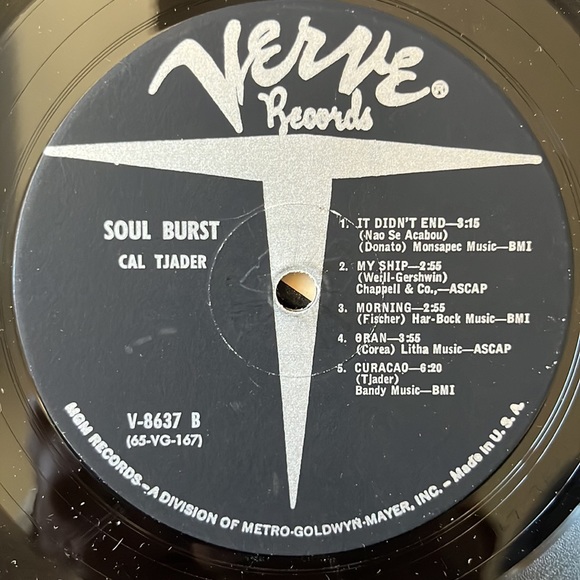 VERVE®
Records
SOUL BURST
CAL TJADER
1. IT DIDN'T END—3:15
(Nao Se Acabou)
(Donato) Monsapec Music—BMI
2. MY SHIP—2:55
(Weill-Gershwin)
Chappell & Co.,—ASCAP
3. MORNING—2:55
(Fischer) Har-Bock Music—BMI
4. ORAN—3:55
(Corea) Litha Music—ASCAP
5. CURACAO—6:20
(Tjader)
Bandy Music—BMI
V-8637 B
(65-VG-167)
MGM RECORDS—A DIVISION OF METRO-GOLDWYN-MAYER, INC.—Made in U.S.A.